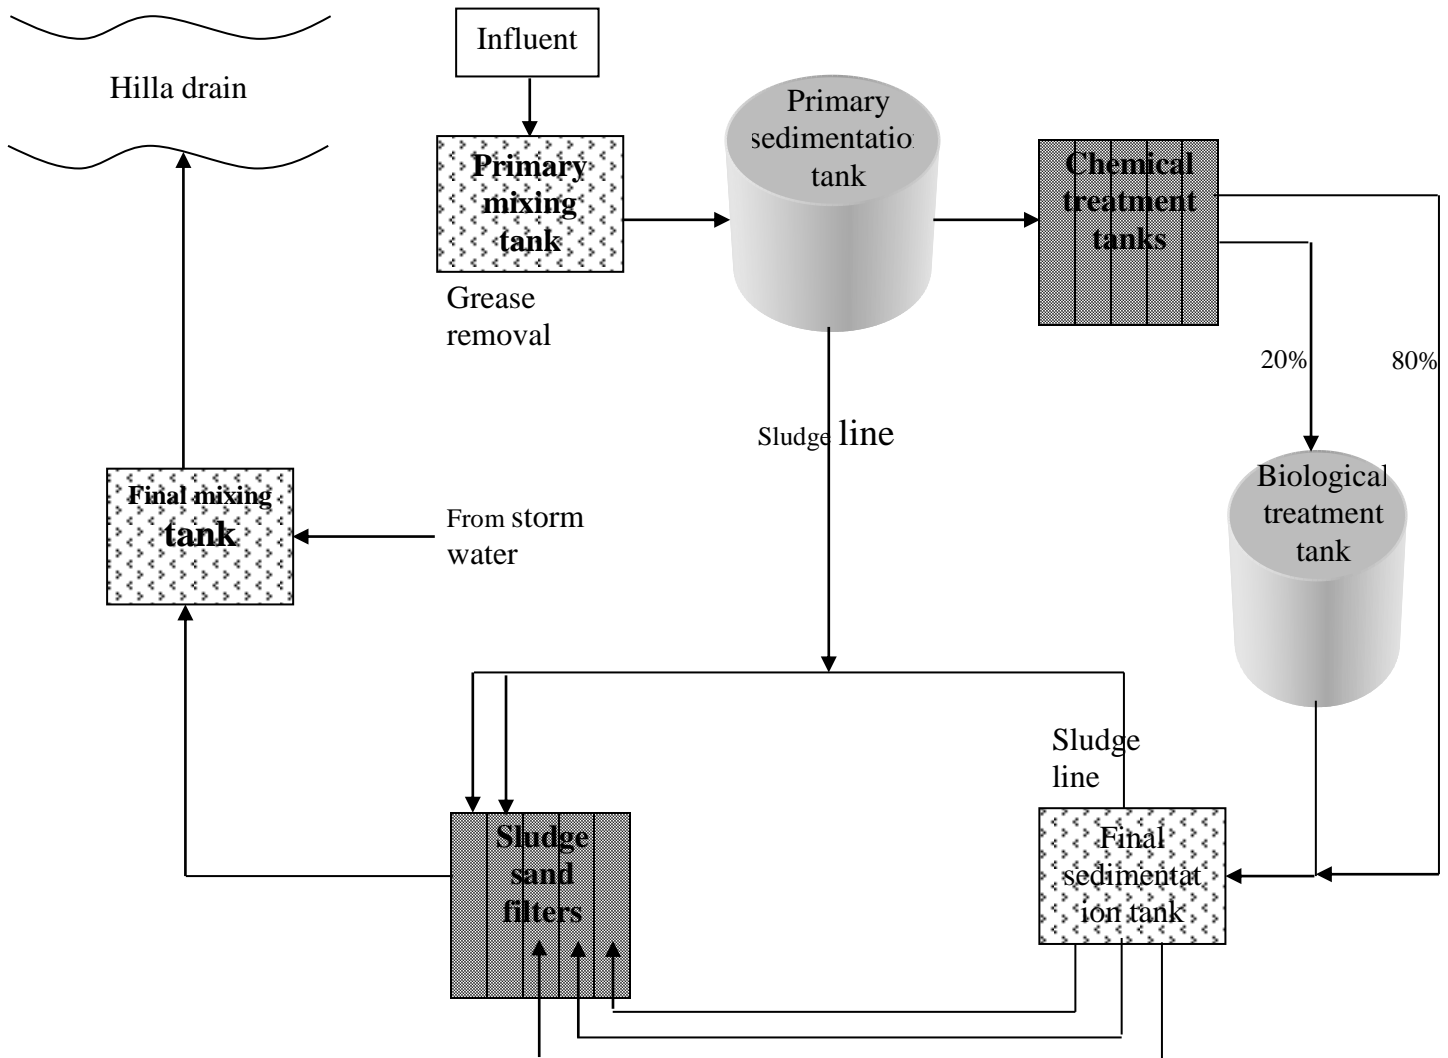 Influent
Hilla drain
Primary
sedimentatio
tank
Primary
mixing
tank
Chemical
treatment
tanks
Grease
removal
20%
80%
Sludge line
Biological
treatment
tank
Final mixing
tank
From storm
water
Sludge
line
Sludge
sand
filters
Final
sedimentat
ion tank